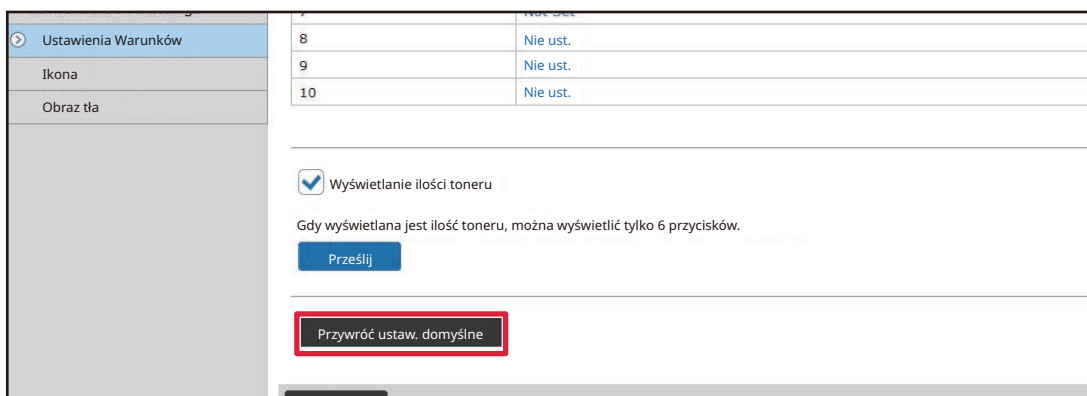 Ustawienia Warunków
8 Nie ust.
Ikona
9 Nie ust.
10 Nie ust.
Obraz tła
Wyświetlanie ilości toneru
Gdy wyświetlana jest ilość toneru, można wyświetlić tylko 6 przycisków.
Prześlij
Przywróć ustaw. domyślne